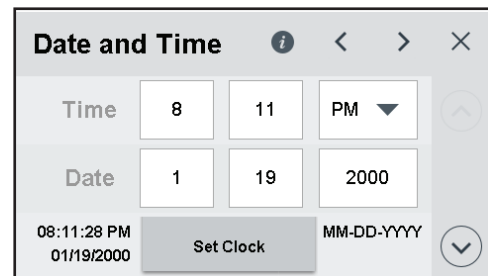 Date and Time i
Time 8 11 PM
Date 1 19 2000
08:11:28 PM Set Clock MM-DD-YYYY
01/19/2000